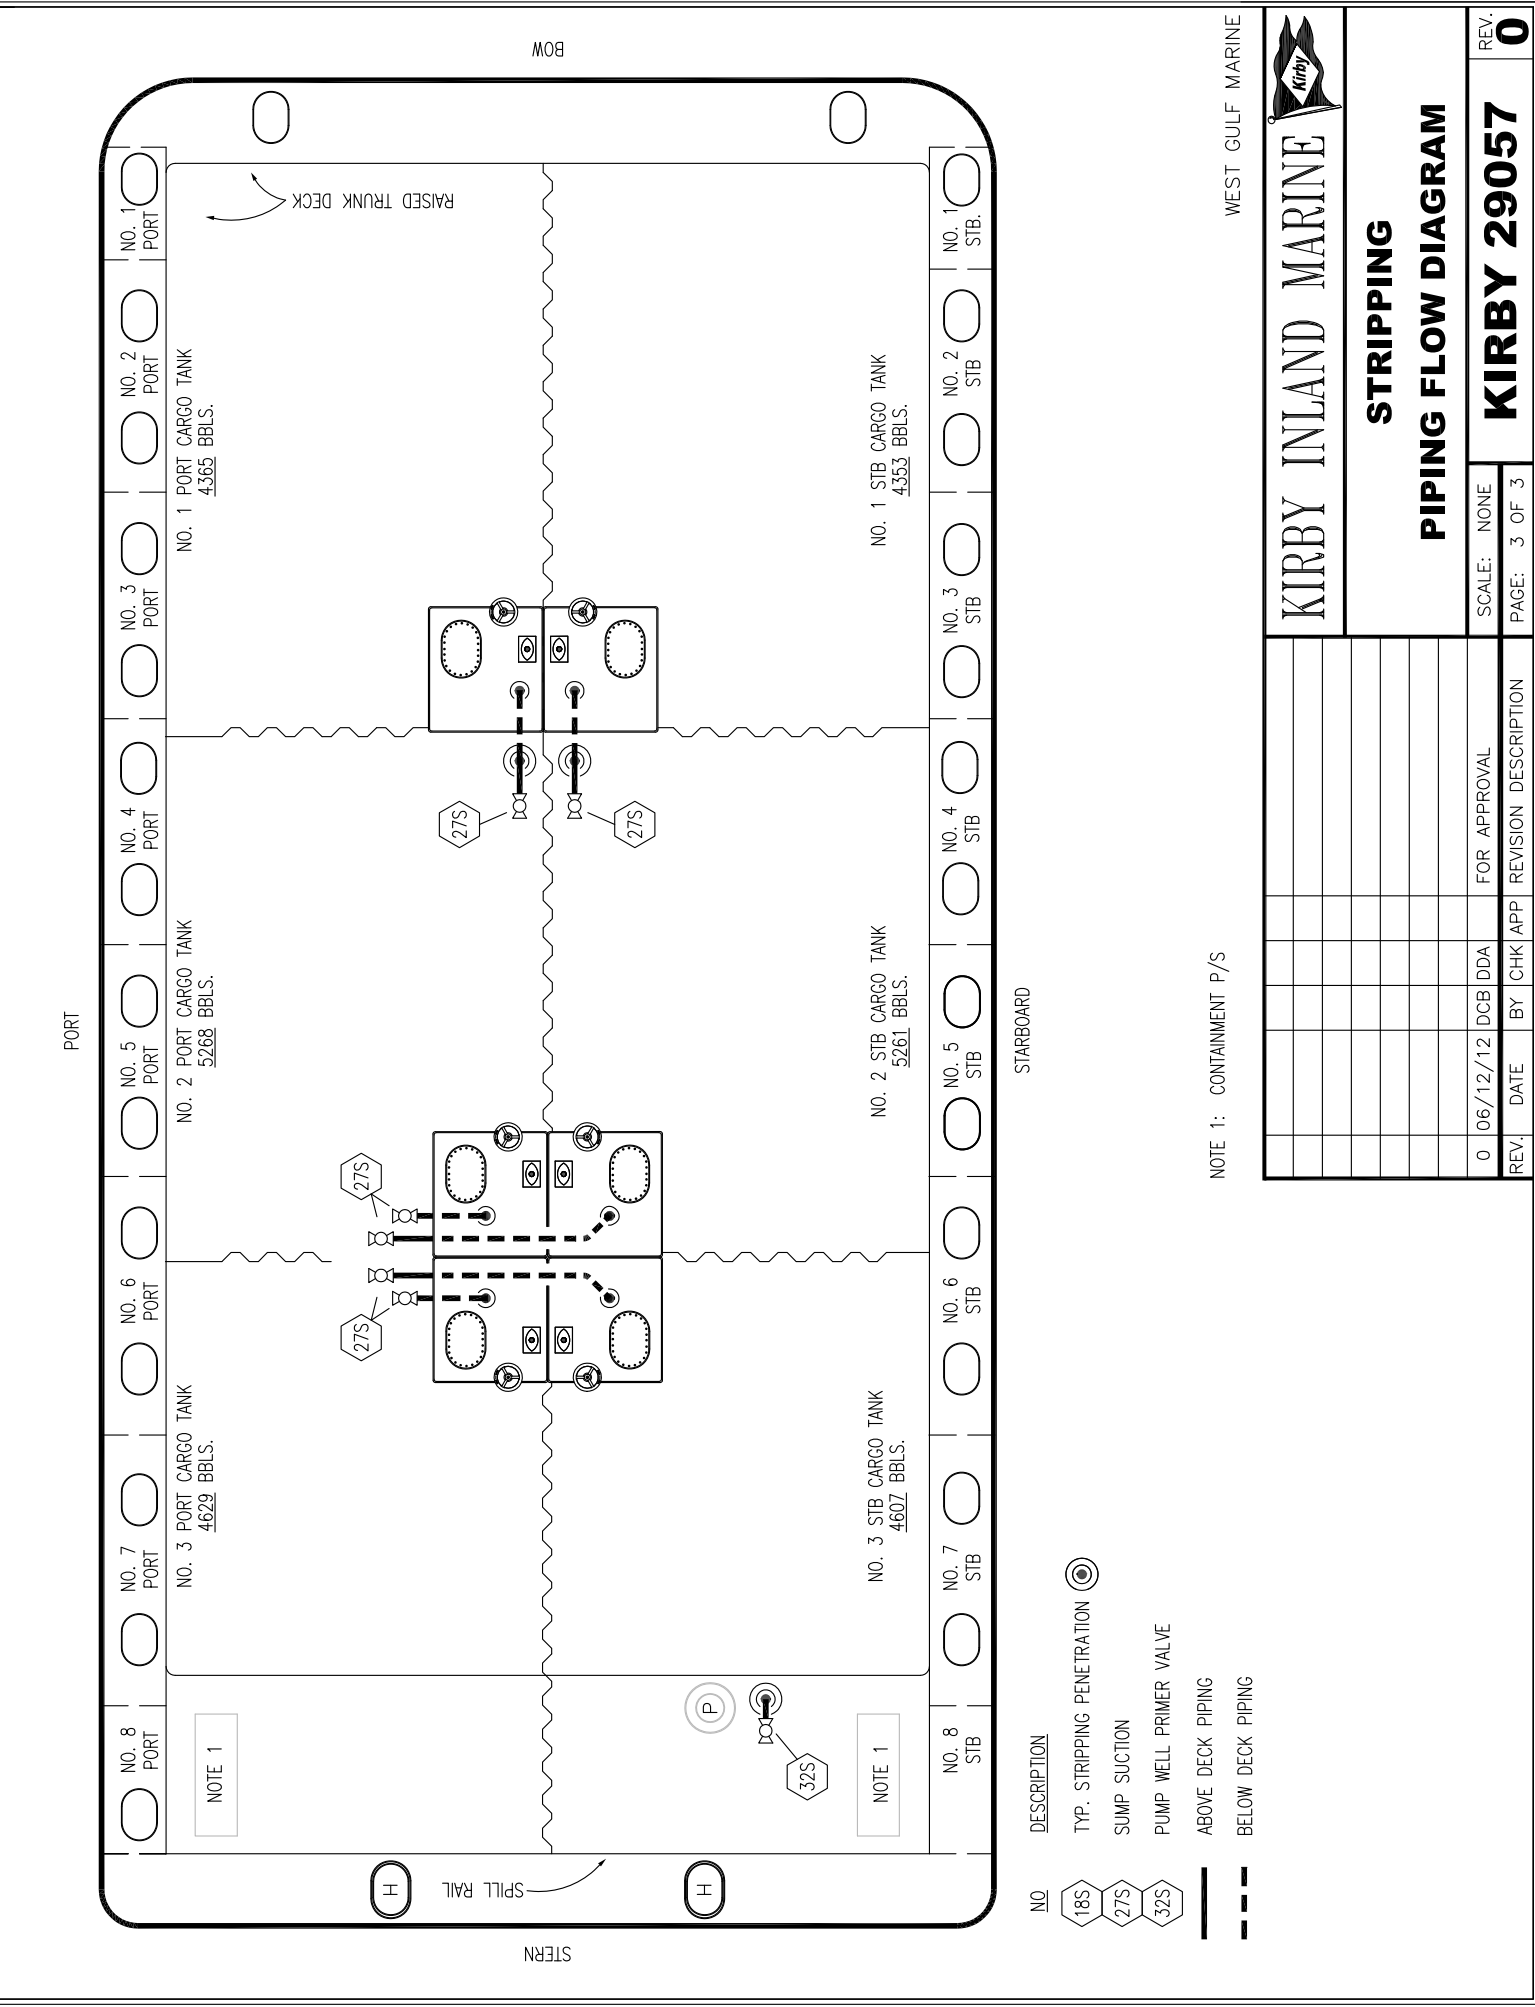 PORT
NO. 8
PORT
NO. 7
PORT
NO. 6
PORT
NO. 5
PORT
NO. 4
PORT
NO. 3
PORT
NO. 2
PORT
NO. 1
PORT
NO. 3 PORT CARGO TANK
4629 BBLS.
NO. 2 PORT CARGO TANK
5268 BBLS.
NO. 1 PORT CARGO TANK
4365 BBLS.
RAISED TRUNK DECK
NOTE 1
27S
27S
27S
STERN
H
SPILL RAIL
BOW
27S
H
P
32S
NOTE 1
NO. 3 STB CARGO TANK
4607 BBLS.
NO. 2 STB CARGO TANK
5261 BBLS.
NO. 1 STB CARGO TANK
4353 BBLS.
NO. 8
STB
NO. 7
STB
NO. 6
STB
NO. 5
STB
NO. 4
STB
NO. 3
STB
NO. 2
STB
NO. 1
STB.
STARBOARD
NO DESCRIPTION
18S TYP. STRIPPING PENETRATION
27S SUMP SUCTION
32S PUMP WELL PRIMER VALVE
ABOVE DECK PIPING
BELOW DECK PIPING
NOTE 1: CONTAINMENT P/S
WEST GULF MARINE
KIRBY INLAND MARINE
Kirby
STRIPPING
PIPING FLOW DIAGRAM
0 06/12/12 DCB DDA FOR APPROVAL
REV. DATE BY CHK APP REVISION DESCRIPTION
SCALE: NONE
PAGE: 3 OF 3
KIRBY 29057
REV.
0